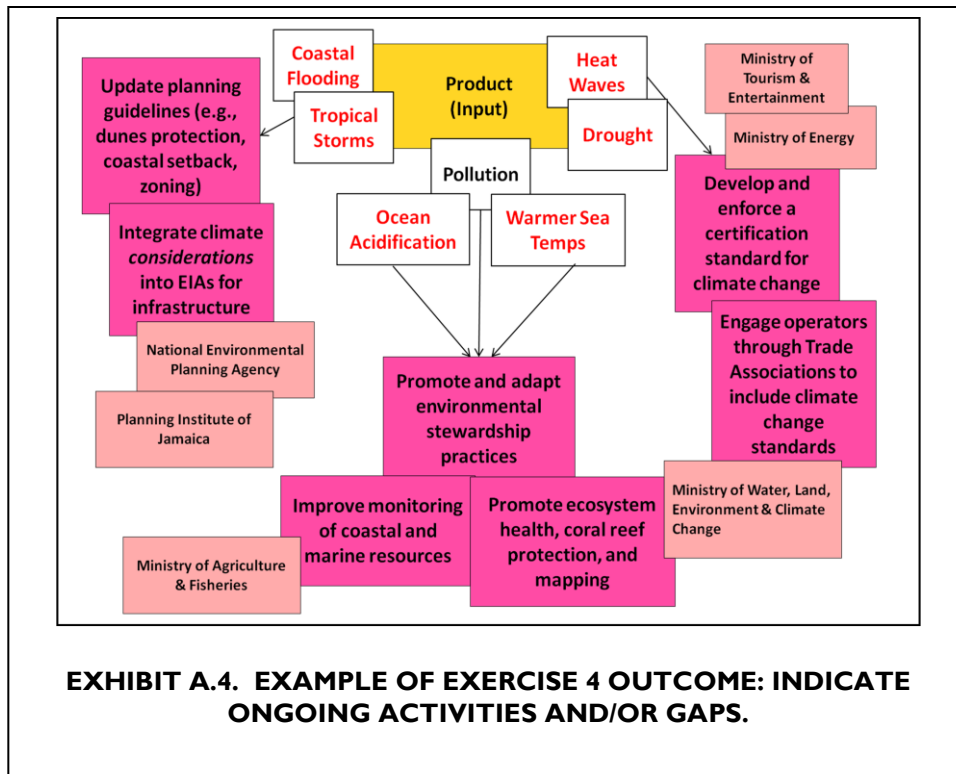 Coastal
Flooding
Tropical
Storms
Product
(Input)
Heat
Waves
Drought
Pollution
Ocean
Acidification
Warmer Sea
Temps
Update planning
guidelines (e.g.,
dunes protection,
coastal setback,
zoning)
Integrate climate
considerations
into EIAs for
infrastructure
National Environmental
Planning Agency
Planning Institute of
Jamaica
Ministry of
Tourism &
Entertainment
Ministry of Energy
Develop and
enforce a
certification
standard for
climate change
Engage operators
through Trade
Associations to
include climate
change
standards
Promote and adapt
environmental
stewardship
practices
Improve monitoring
of coastal and
marine resources
Promote ecosystem
health, coral reef
protection, and
mapping
Ministry of Water, Land,
Environment & Climate
Change
Ministry of Agriculture
& Fisheries
EXHIBIT A.4. EXAMPLE OF EXERCISE 4 OUTCOME: INDICATE
ONGOING ACTIVITIES AND/OR GAPS.